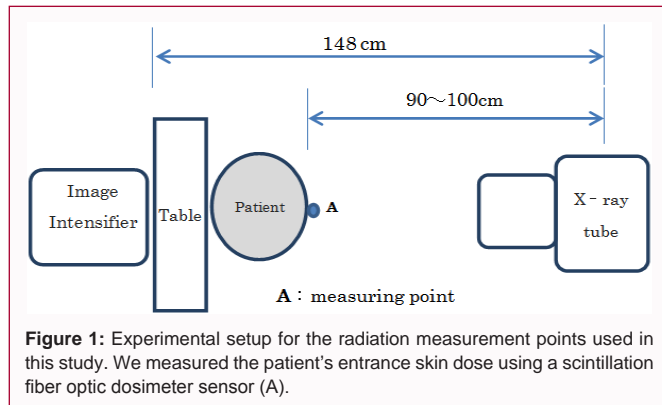 148 cm
90～100cm
Image
Intensifier
Table
Patient
A
X - ray
tube
A : measuring point
Figure 1: Experimental setup for the radiation measurement points used in
this study. We measured the patient's entrance skin dose using a scintillation
fiber optic dosimeter sensor (A).